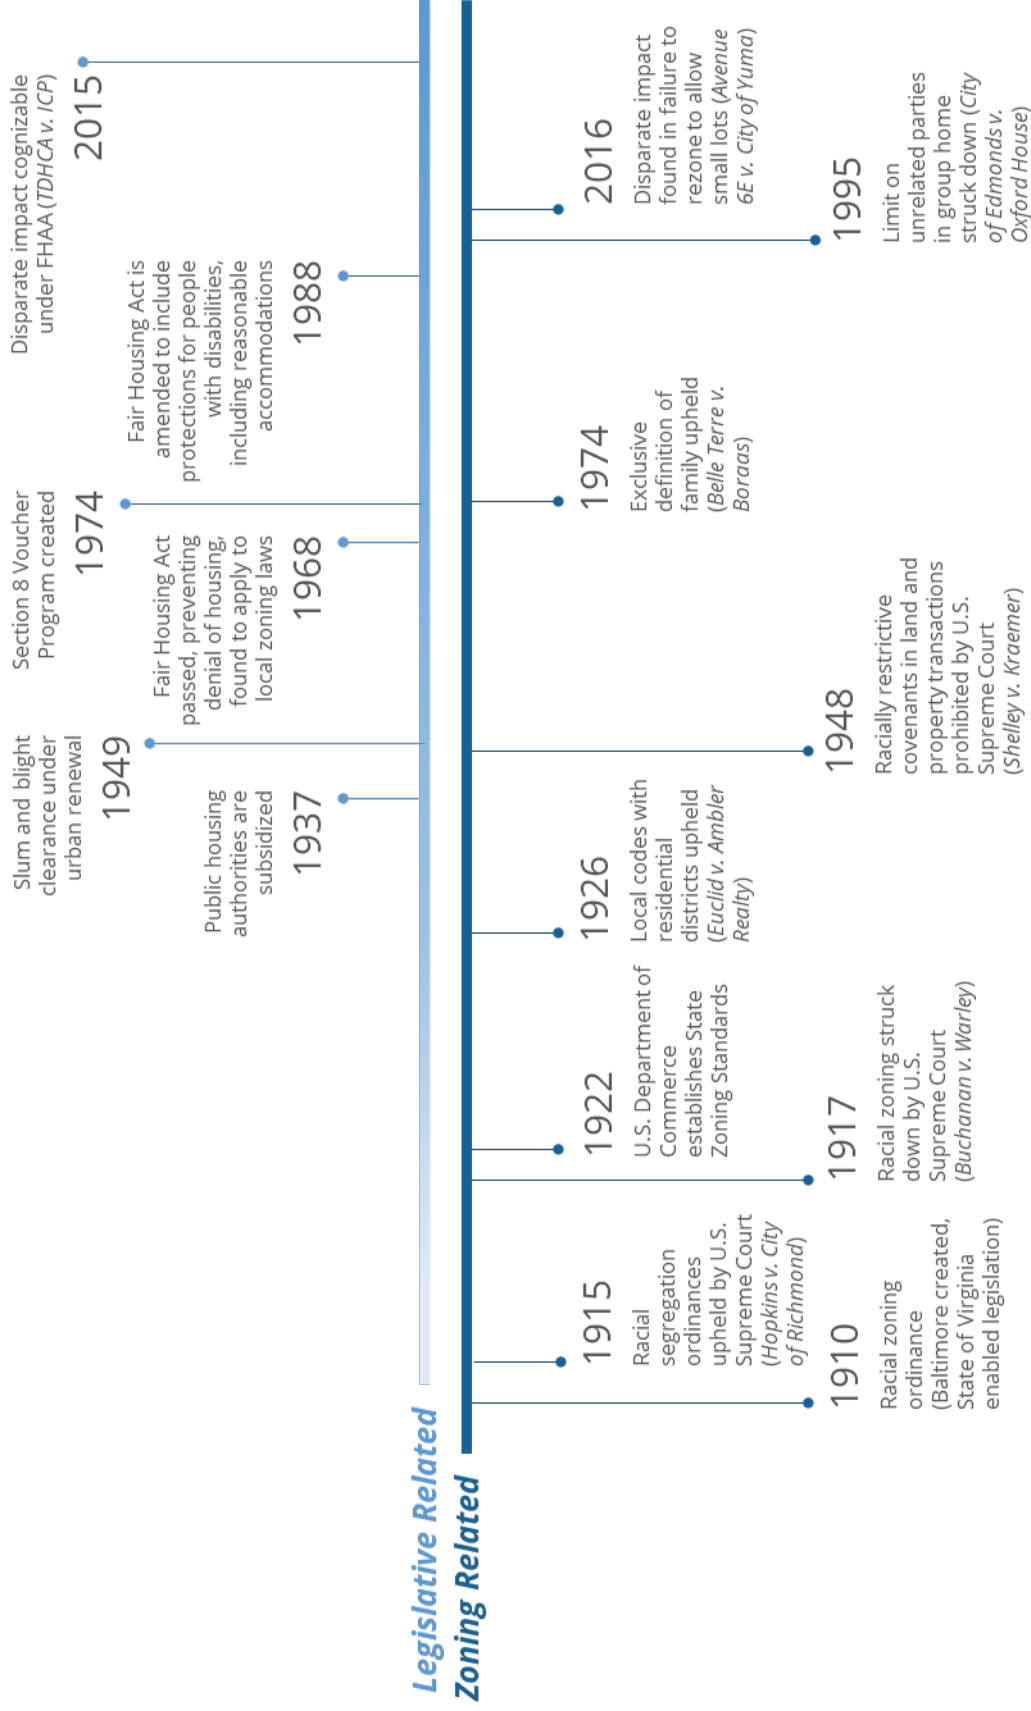 Disparate impact cognizable
under FHAA (TDHCA v. ICP)
2015
Section 8 Voucher
Program created
1974
Slum and blight
clearance under
urban renewal
1949
Fair Housing Act is
amended to include
protections for people
with disabilities,
including reasonable
accommodations
1988
Fair Housing Act
passed, preventing
denial of housing,
found to apply to
local zoning laws
1968
Public housing
authorities are
subsidized
1937
Legislative Related
Zoning Related
1915
Racial
segregation
ordinances
upheld by U.S.
Supreme Court
(Hopkins v. City
of Richmond)
1922
U.S. Department of
Commerce
establishes State
Zoning Standards
1926
Local codes with
residential
districts upheld
(Euclid v. Ambler
Realty)
1974
Exclusive
definition of
family upheld
(Belle Terre v.
Boraas)
2016
Disparate impact
found in failure to
rezone to allow
small lots (Avenue
6E v. City of Yuma)
1910
Racial zoning
ordinance
(Baltimore created,
State of Virginia
enabled legislation)
1917
Racial zoning struck
down by U.S.
Supreme Court
(Buchanan v. Warley)
1948
Racially restrictive
covenants in land and
property transactions
prohibited by U.S.
Supreme Court
(Shelley v. Kraemer)
1995
Limit on
unrelated parties
in group home
struck down (City
of Edmonds v.
Oxford House)